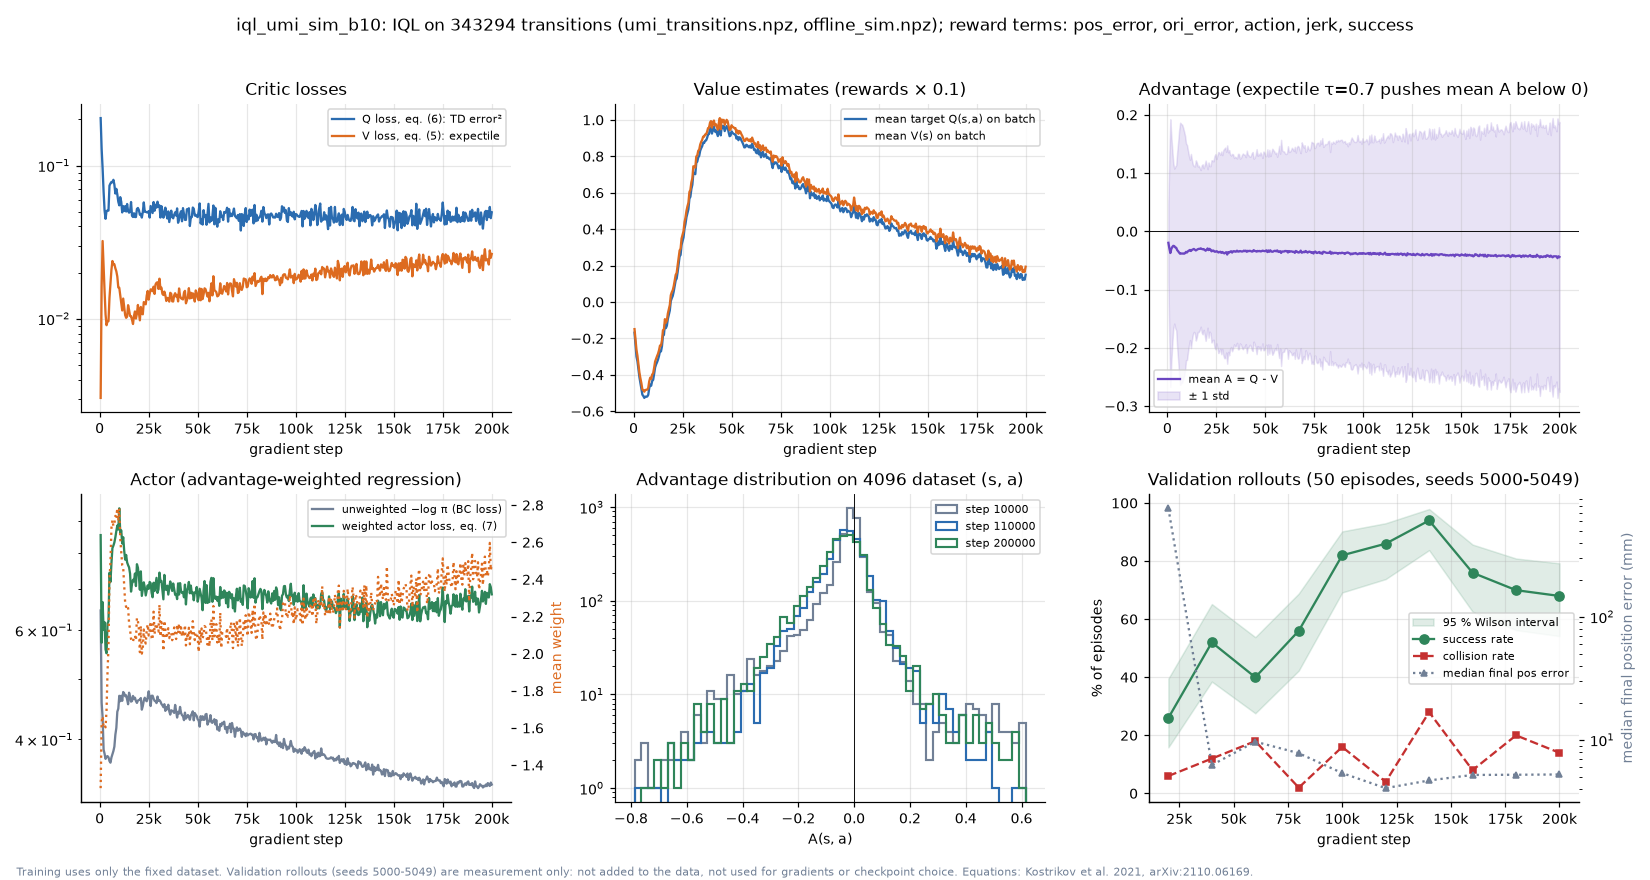 iql_umi_sim_b10: IQL on 343294 transitions (umi_transitions.npz, offline_sim.npz); reward terms: pos_error, ori_error, action, jerk, success
Critic losses
Q loss, eq. (6): TD error²
V loss, eq. (5): expectile
10⁻¹
10⁻²
0 25k 50k 75k 100k 125k 150k 175k 200k
gradient step
Value estimates (rewards × 0.1)
mean target Q(s,a) on batch
mean V(s) on batch
1.0
0.8
0.6
0.4
0.2
0.0
−0.2
−0.4
−0.6
0 25k 50k 75k 100k 125k 150k 175k 200k
gradient step
Advantage (expectile τ=0.7 pushes mean A below 0)
0.2
0.1
0.0
−0.1
−0.2
−0.3
mean A = Q - V
± 1 std
0 25k 50k 75k 100k 125k 150k 175k 200k
gradient step
Actor (advantage-weighted regression)
unweighted −log π (BC loss)
weighted actor loss, eq. (7)
6 × 10⁻¹
4 × 10⁻¹
2.8
2.6
2.4
2.2
2.0
1.8
1.6
1.4
mean weight
0 25k 50k 75k 100k 125k 150k 175k 200k
gradient step
Advantage distribution on 4096 dataset (s, a)
step 10000
step 110000
step 200000
10³
10²
10¹
10⁰
−0.8 −0.6 −0.4 −0.2 0.0 0.2 0.4 0.6
A(s, a)
Validation rollouts (50 episodes, seeds 5000-5049)
100
80
60
40
20
0
% of episodes
95 % Wilson interval
success rate
collision rate
median final pos error
10²
10¹
median final position error (mm)
25k 50k 75k 100k 125k 150k 175k 200k
gradient step
Training uses only the fixed dataset. Validation rollouts (seeds 5000-5049) are measurement only: not added to the data, not used for gradients or checkpoint choice. Equations: Kostrikov et al. 2021, arXiv:2110.06169.